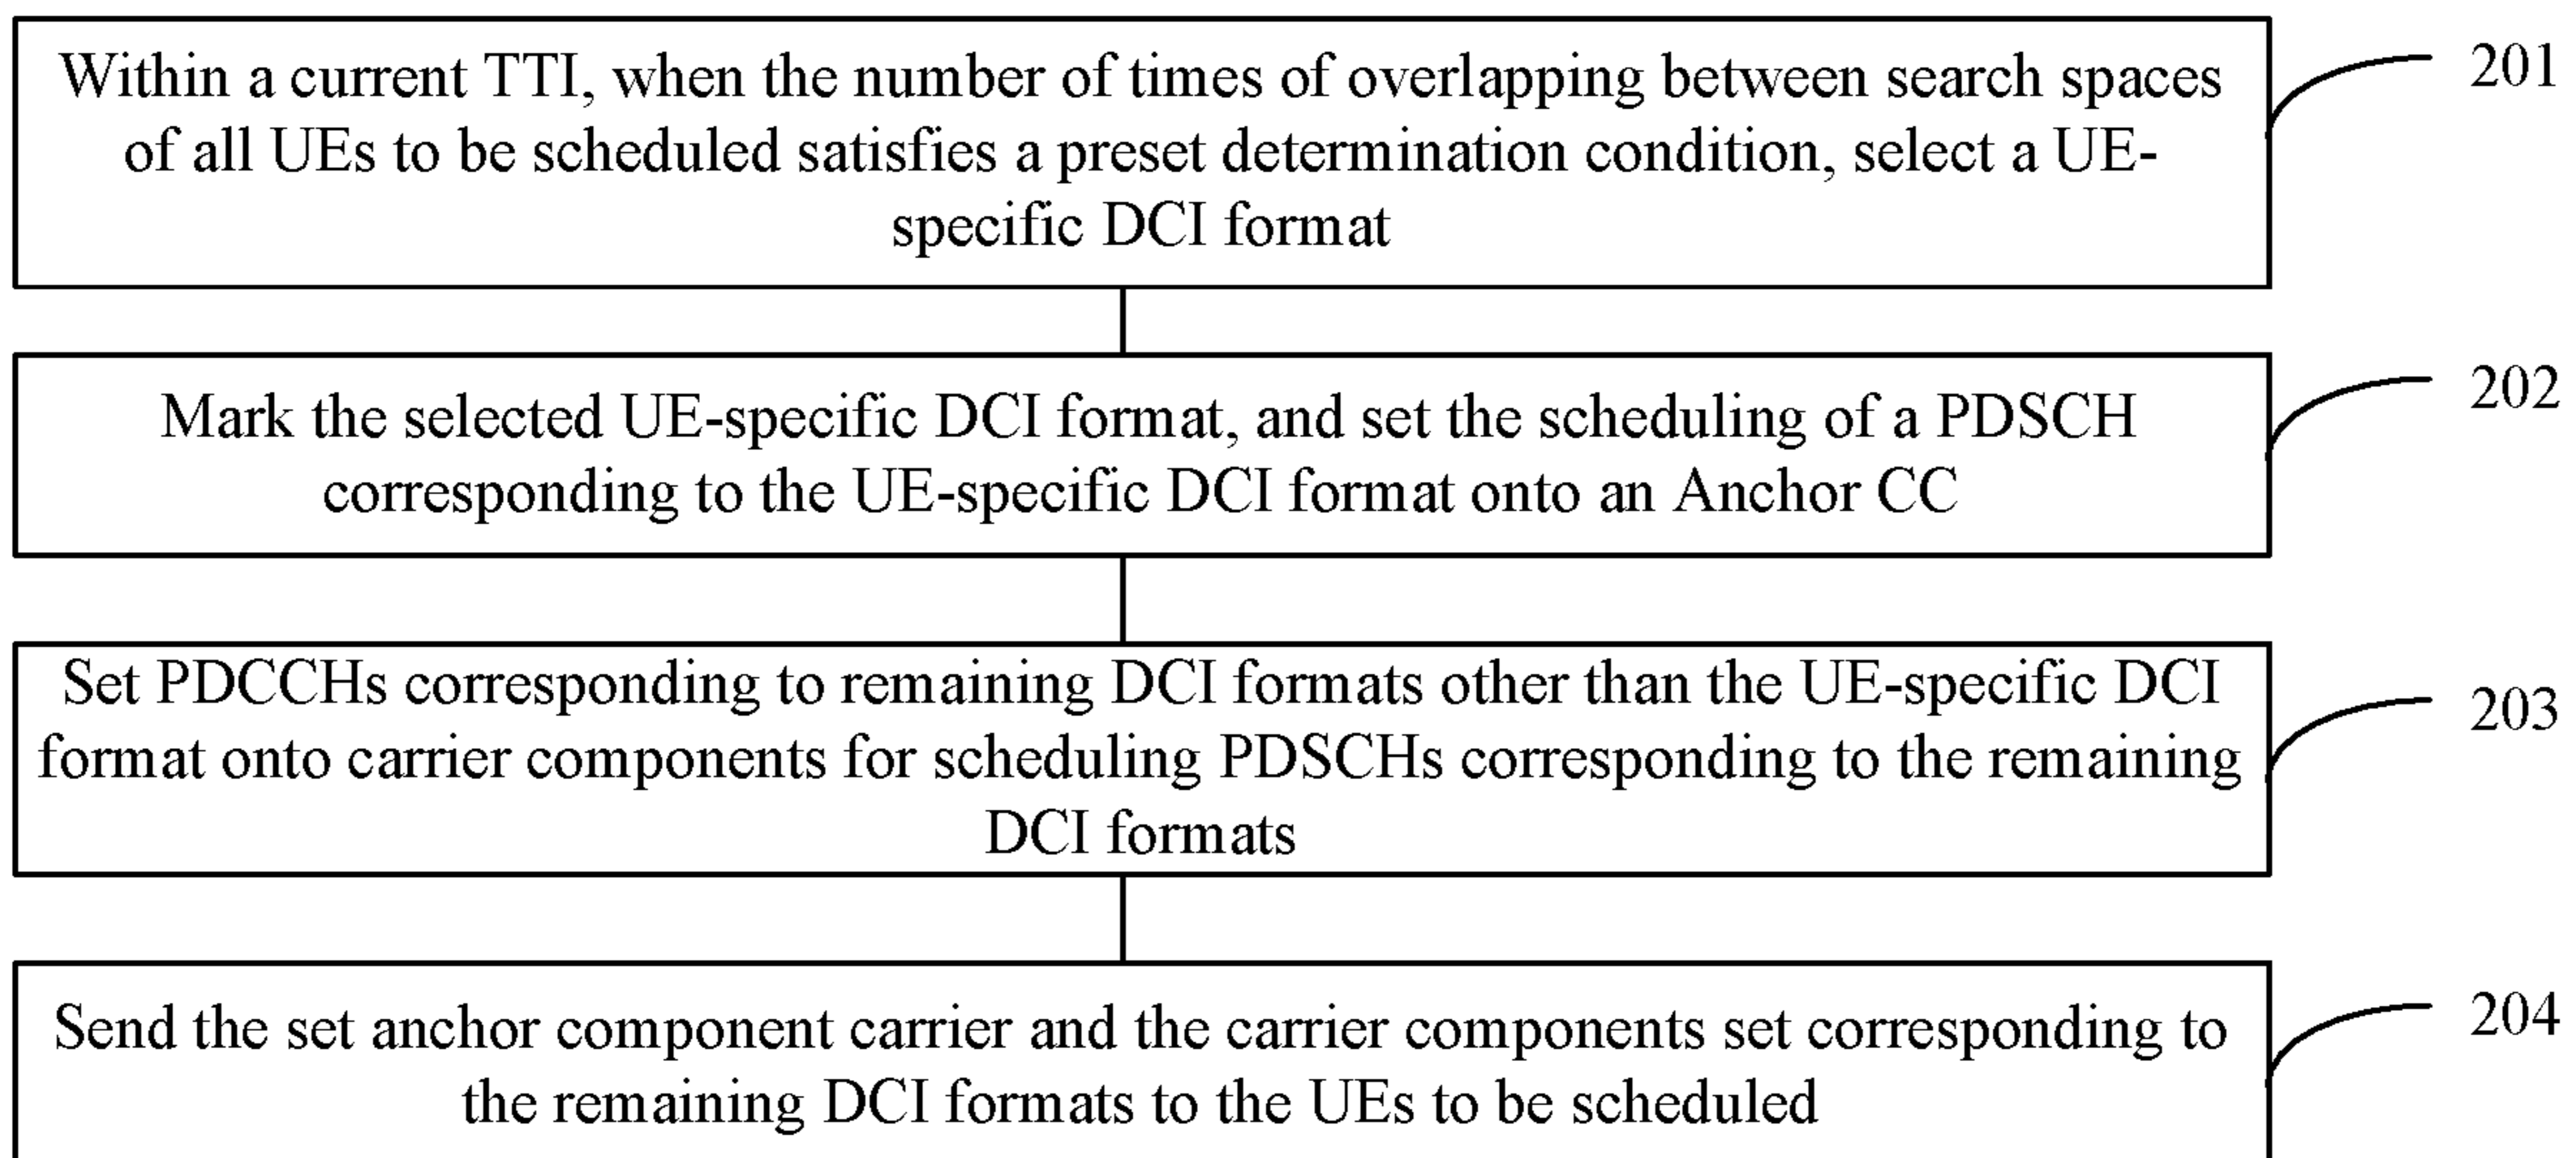 Within a current TTI, when the number of times of overlapping between search spaces
of all UEs to be scheduled satisfies a preset determination condition, select a UE-
specific DCI format
201
Mark the selected UE-specific DCI format, and set the scheduling of a PDSCH
corresponding to the UE-specific DCI format onto an Anchor CC
202
Set PDCCHs corresponding to remaining DCI formats other than the UE-specific DCI
format onto carrier components for scheduling PDSCHs corresponding to the remaining
DCI formats
203
Send the set anchor component carrier and the carrier components set corresponding to
the remaining DCI formats to the UEs to be scheduled
204